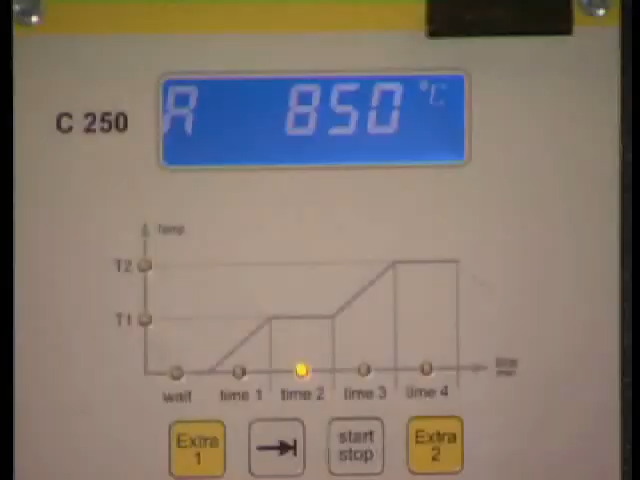 A 850 °C
C 250
Temp
T2
T1
wait time 1 time 2 time 3 time 4
Extra 1
start stop
Extra 2